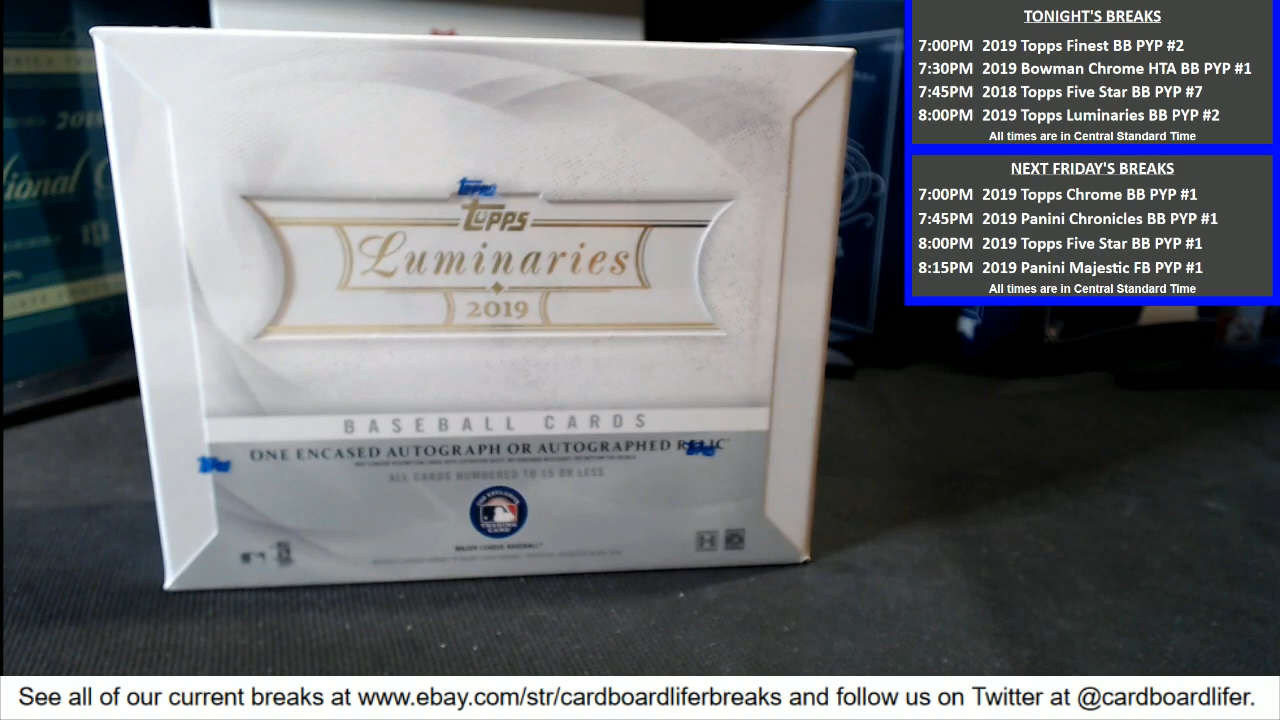 TOPPS
TOPPS
Luminaries
2019
BASEBALL CARDS
ONE ENCASED AUTOGRAPH OR AUTOGRAPHED RELIC
ALL CARDS NUMBERED TO 15 OR LESS
MAJOR LEAGUE BASEBALL
TONIGHT'S BREAKS
7:00PM 2019 Topps Finest BB PYP #2
7:30PM 2019 Bowman Chrome HTA BB PYP #1
7:45PM 2018 Topps Five Star BB PYP #7
8:00PM 2019 Topps Luminaries BB PYP #2
All times are in Central Standard Time
NEXT FRIDAY'S BREAKS
7:00PM 2019 Topps Chrome BB PYP #1
7:45PM 2019 Panini Chronicles BB PYP #1
8:00PM 2019 Topps Five Star BB PYP #1
8:15PM 2019 Panini Majestic FB PYP #1
All times are in Central Standard Time
See all of our current breaks at www.ebay.com/str/cardboardliferbreaks and follow us on Twitter at @cardboardlifer.